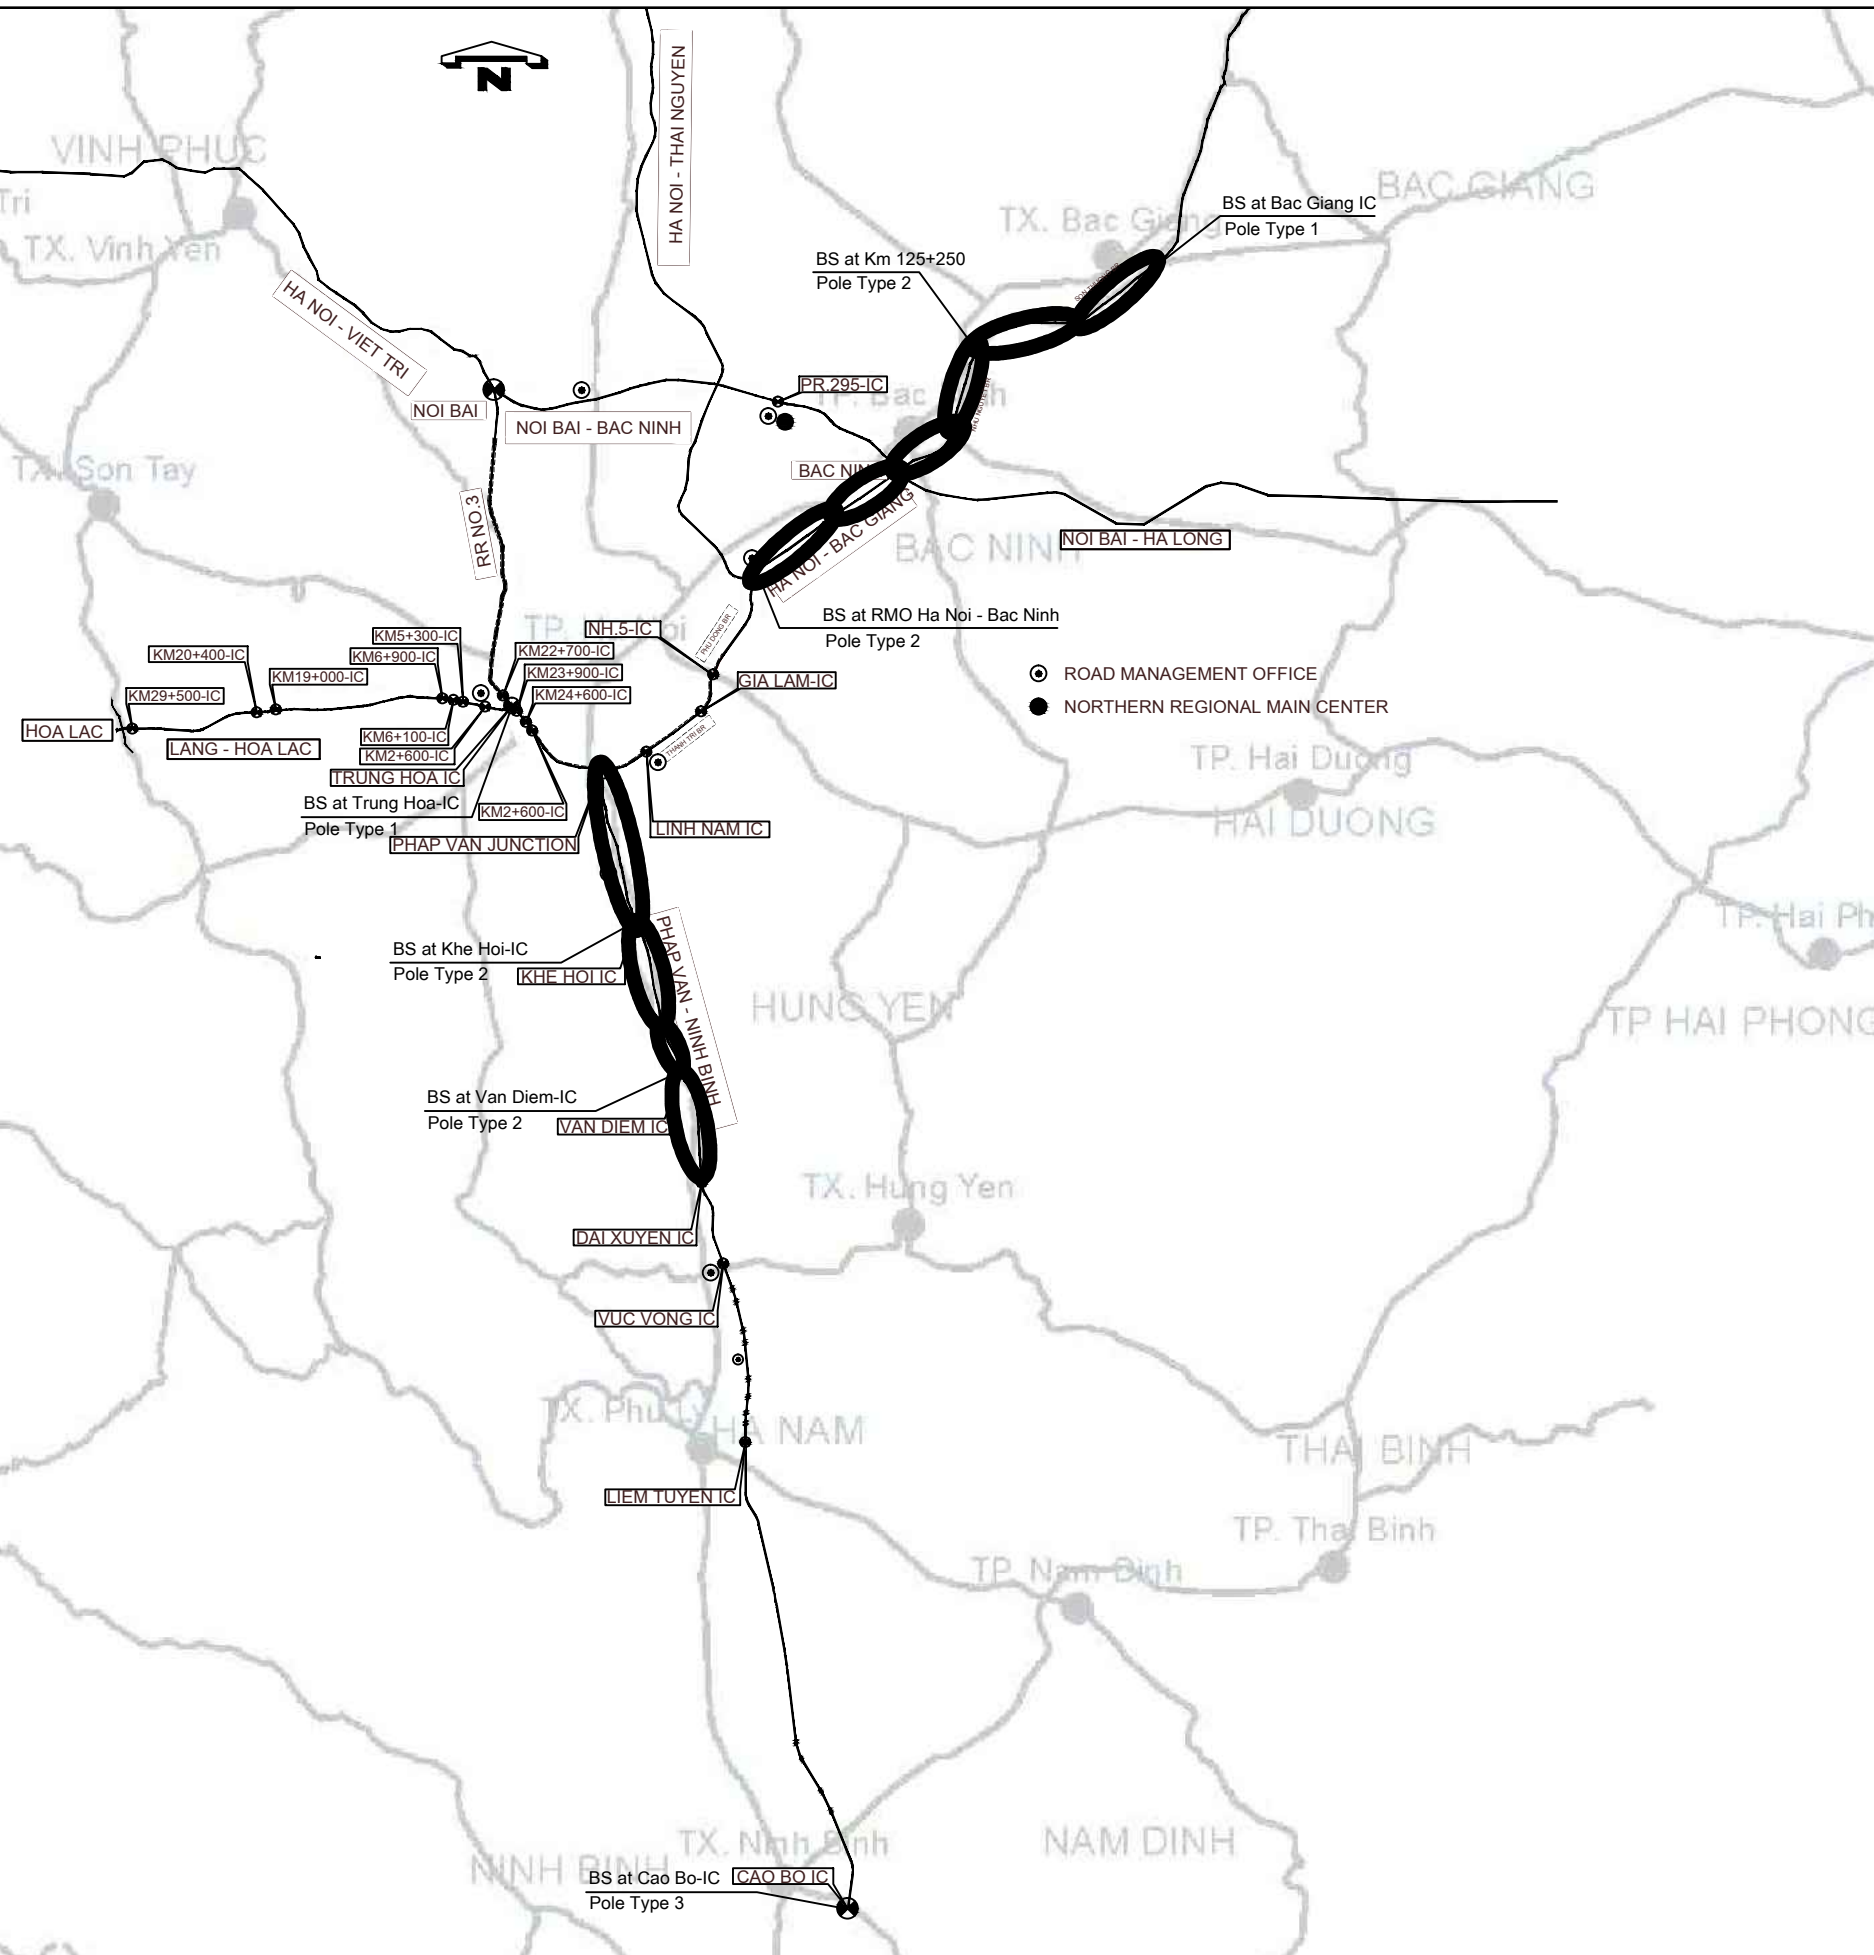 N
HA NOI - THAI NGUYEN
VINH PHUC
BAC GIANG
Tri
BS at Bac Giang IC
TX. Bac Giang
Pole Type 1
TX. Vinh Yen
BS at Km 125+250
Pole Type 2
HA NOI - VIET TRI
PR.295-IC
NOI BAI
NOI BAI - BAC NINH
TX. Son Tay
RR NO.3
HA NOI - BAC GIANG
BAC NINH
NOI BAI - HA LONG
BS at RMO Ha Noi - Bac Ninh
Pole Type 2
PHU DONG BR
NH.5-IC
KM5+300-IC
KM22+700-IC
KM20+400-IC
KM6+900-IC
KM23+900-IC
KM19+000-IC
KM24+600-IC
KM29+500-IC
GIA LAM-IC
ROAD MANAGEMENT OFFICE
NORTHERN REGIONAL MAIN CENTER
HOA LAC
LANG - HOA LAC
KM6+100-IC
KM2+600-IC
TRUNG HOA IC
THANH TRI BR
TP. Hai Duong
BS at Trung Hoa-IC
Pole Type 1
KM2+600-IC
LINH NAM IC
HAI DUONG
PHAP VAN JUNCTION
TP. Hai Ph
BS at Khe Hoi-IC
Pole Type 2
KHE HOI IC
PHAP VAN - NINH BINH
HUNG YEN
TP HAI PHONG
BS at Van Diem-IC
Pole Type 2
VAN DIEM IC
TX. Hung Yen
DAI XUYEN IC
VUC VONG IC
TX. Phu Ly
HA NAM
THAI BINH
LIEM TUYEN IC
TP. Thai Binh
TP. Nam Dinh
TX. Ninh Binh
NAM DINH
NINH BINH
BS at Cao Bo-IC
CAO BO IC
Pole Type 3